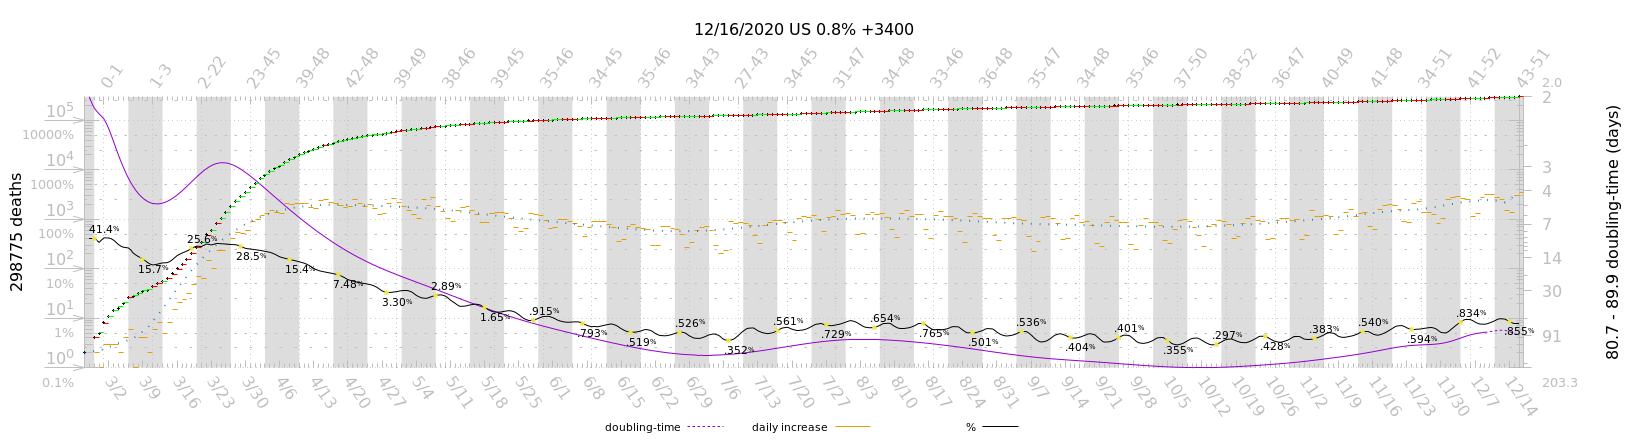 12/16/2020 US 0.8% +3400
0-1 1-3 2-22 23-45 39-48 42-48 39-49 38-46 39-45 35-46 34-45 35-46 34-43 27-43 34-45 31-47 34-48 33-46 36-48 35-47 34-48 35-46 37-50 38-52 36-47 40-49 41-48 34-51 41-52 43-51
2.0
10⁵ 2
10000%
10⁴ 3
1000% 4
10³ 7
41.4% 25.6% 100%
28.5% 10² 14
15.7% 15.4%
10% 7.48% 2.89% 30
3.30% 10¹
1.65% .915% .793% .519% .526% .352% .561% .729% .654% .765% .501% .536% .404% .401% .355% .297% .428% .383% .540% .594% .834% .855%
1% 91
10⁰
0.1% 203.3
298775 deaths
80.7 - 89.9 doubling-time (days)
3/2 3/9 3/16 3/23 3/30 4/6 4/13 4/20 4/27 5/4 5/11 5/18 5/25 6/1 6/8 6/15 6/22 6/29 7/6 7/13 7/20 7/27 8/3 8/10 8/17 8/24 8/31 9/7 9/14 9/21 9/28 10/5 10/12 10/19 10/26 11/2 11/9 11/16 11/23 11/30 12/7 12/14
doubling-time daily increase %